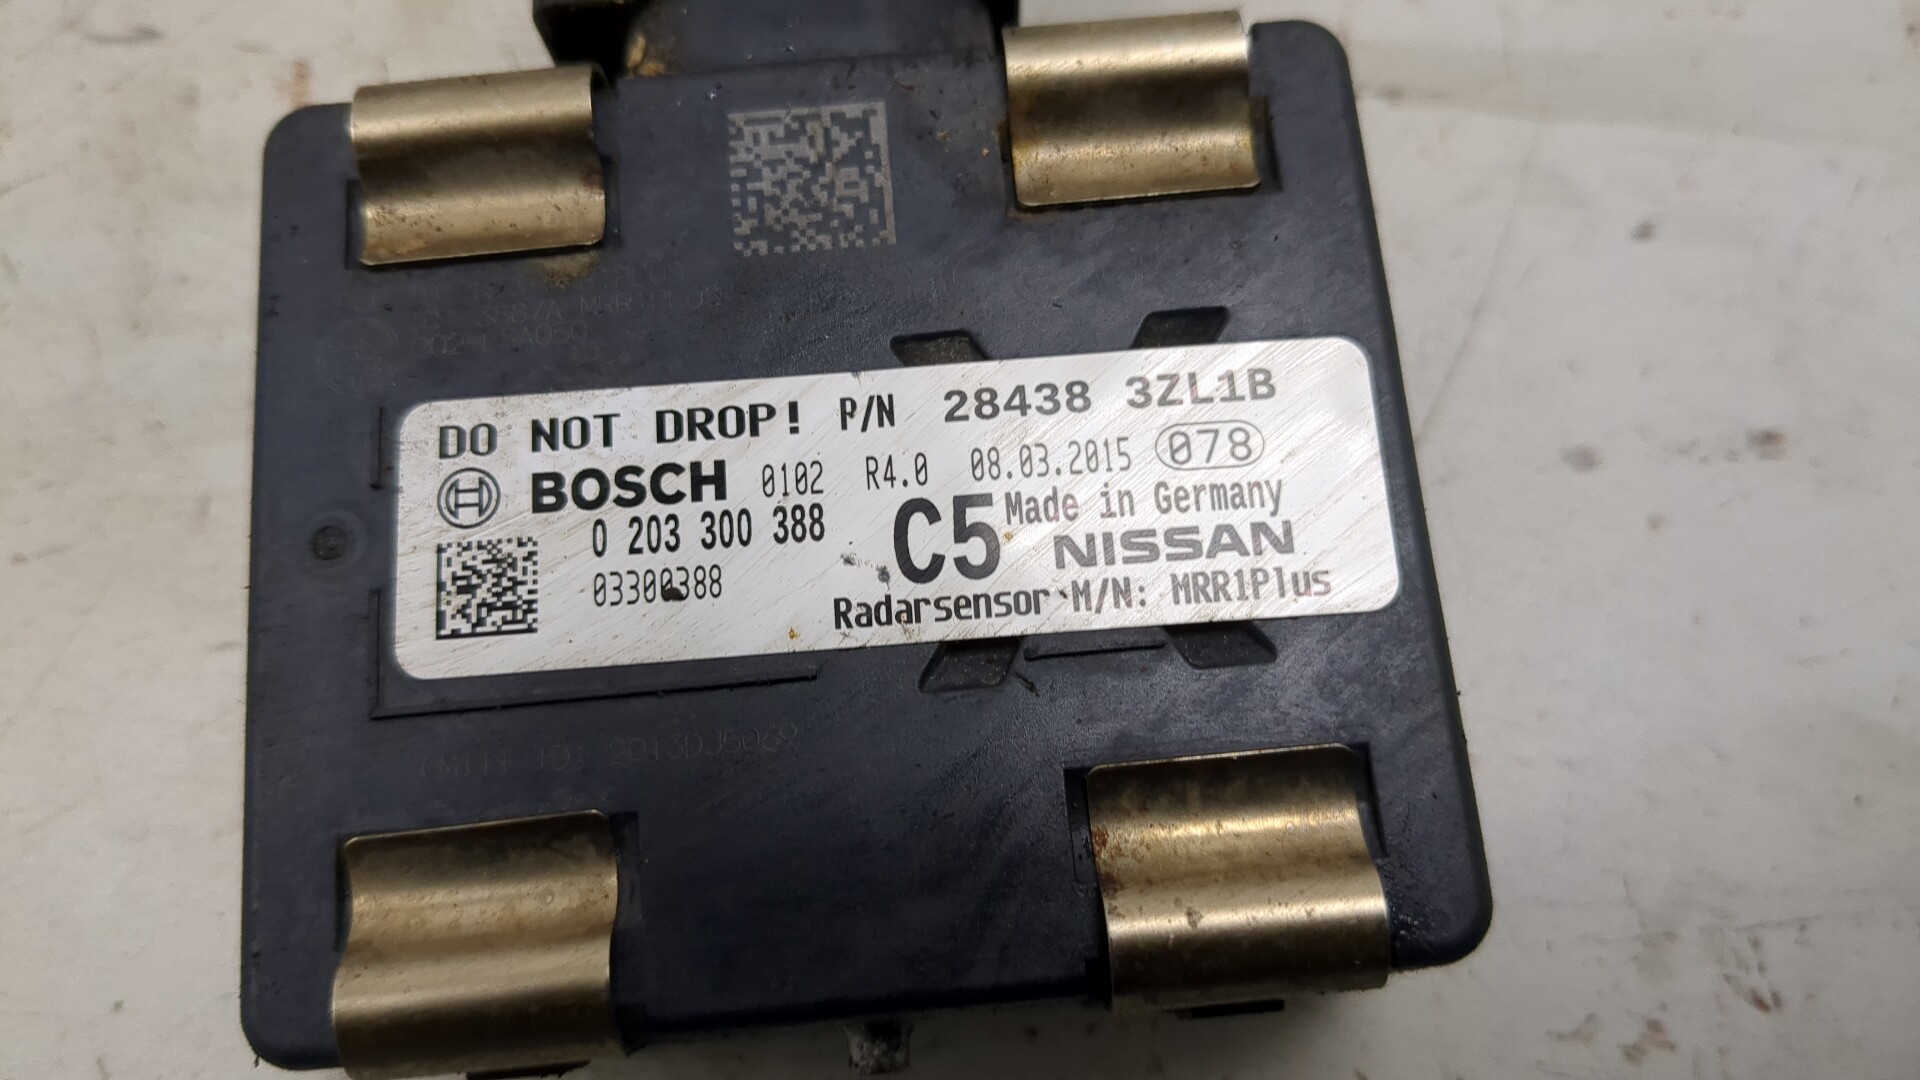 DO NOT DROP! P/N 28438 3ZL1B
BOSCH 0102 R4.0 08.03.2015 078
0 203 300 388 C5 Made in Germany
NISSAN
03300388
Radarsensor M/N: MRR1Plus